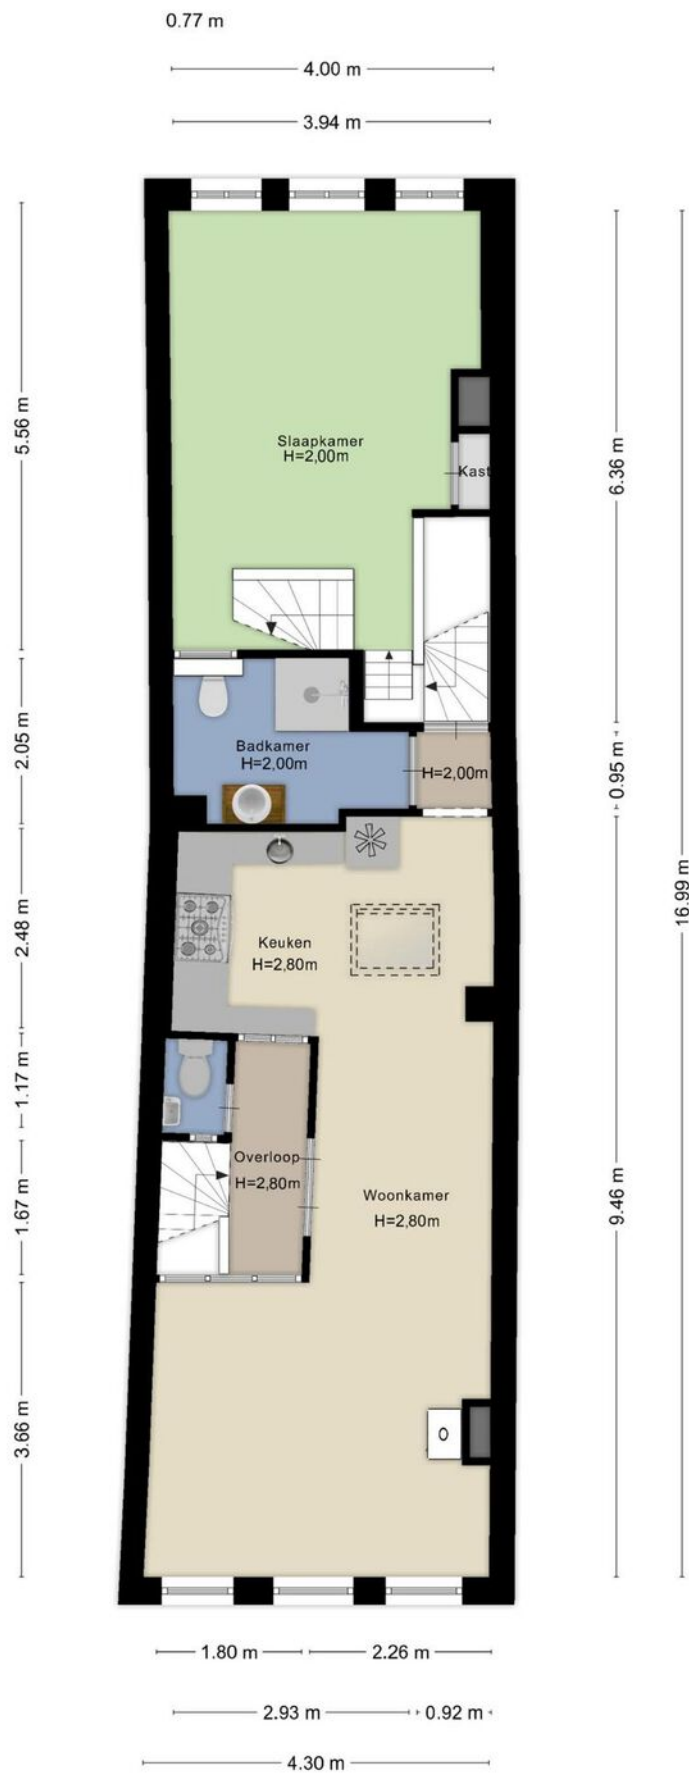 0.77 m
4.00 m
3.94 m
5.56 m
6.36 m
Slaapkamer
H=2,00m
Kast
2.05 m
0.95 m
Badkamer
H=2,00m
H=2,00m
16.99 m
2.48 m
Keuken
H=2,80m
1.17 m
1.67 m
Overloop
H=2,80m
Woonkamer
H=2,80m
9.46 m
3.66 m
1.80 m
2.26 m
2.93 m
0.92 m
4.30 m